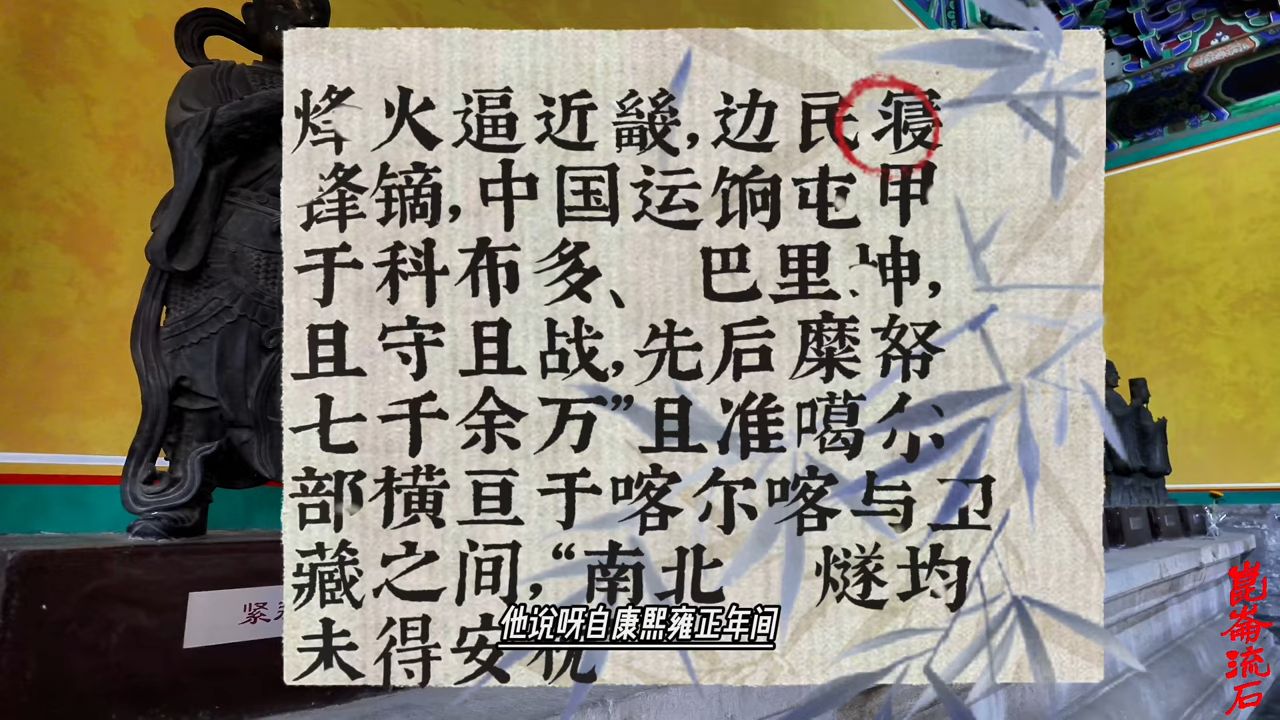 烽火逼近畿,边民寝
锋镝,中国运饷屯甲
于科布多、 巴里坤,
且守且战,先后糜帑
七千余万”且准噶尔
部横亘于喀尔喀与卫
藏之间,“南北 燧均
未得安枕
他说呀自康熙雍正年间
紧
崑崙流石